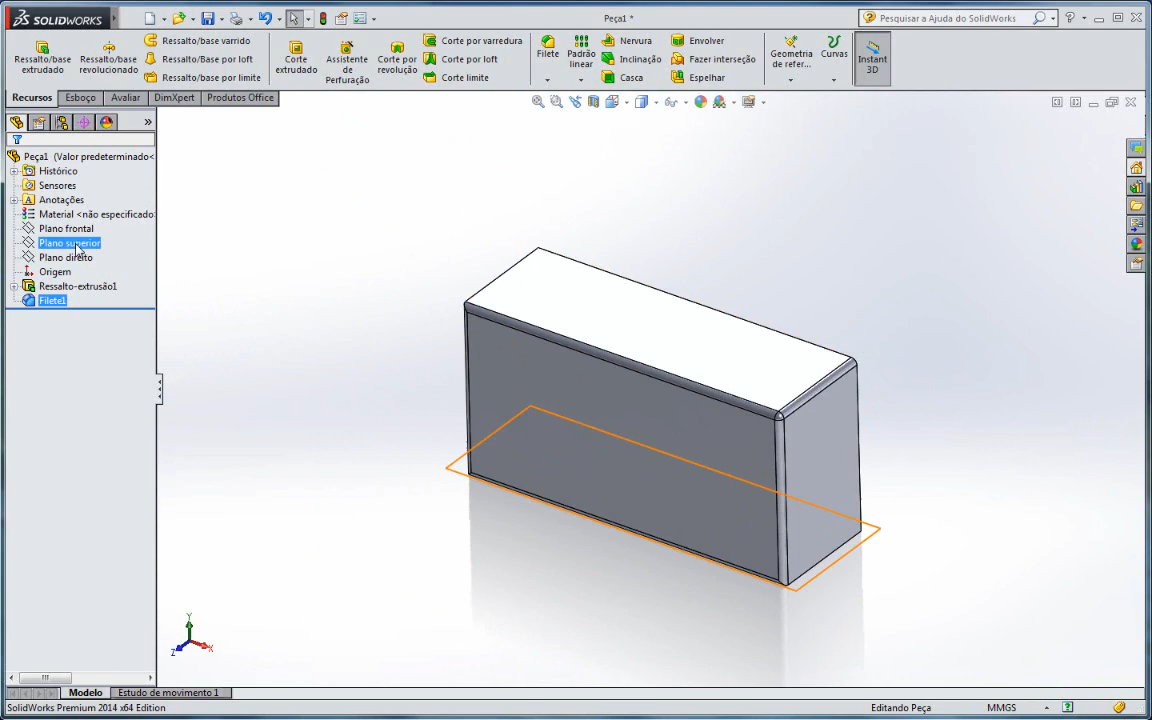 SOLIDWORKS
Peça1 *
Pesquisar a Ajuda do SolidWorks
Ressalto/base extrudado
Ressalto/base revolucionado
Ressalto/base varrido
Ressalto/base por loft
Ressalto/base por limite
Corte extrudado
Assistente de Perfuração
Corte por revolução
Corte por varredura
Corte por loft
Corte limite
Filete
Padrão linear
Nervura
Inclinação
Casca
Envolver
Fazer interseção
Espelhar
Geometria de refer...
Curvas
Instant 3D
Recursos
Esboço
Avaliar
DimXpert
Produtos Office
Peça1 (Valor predeterminado<
Histórico
Sensores
Anotações
Material <não especificado>
Plano frontal
Plano superior
Plano direito
Origem
Ressalto-extrusão1
Filete1
Y
X
Z
Modelo
Estudo de movimento 1
SolidWorks Premium 2014 x64 Edition
Editando Peça
MMGS